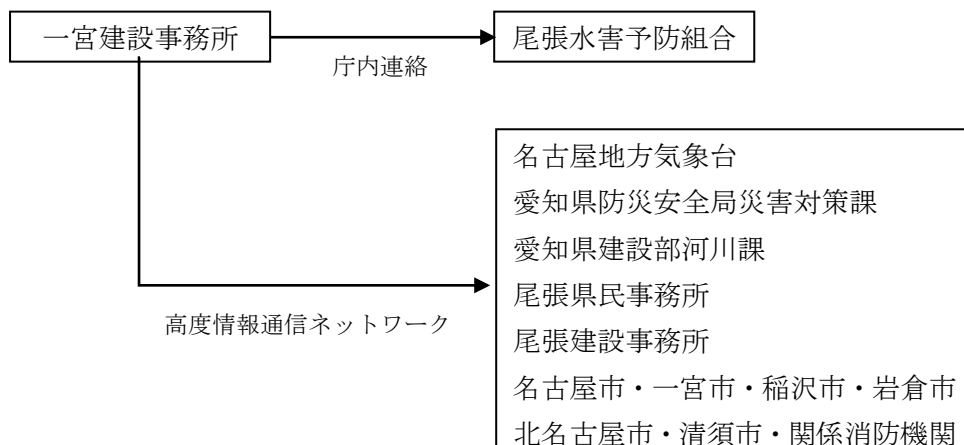 一宮建設事務所
尾張水害予防組合
庁内連絡
名古屋地方気象台
愛知県防災安全局災害対策課
愛知県建設部河川課
尾張県民事務所
高度情報通信ネットワーク
尾張建設事務所
名古屋市・一宮市・稲沢市・岩倉市
北名古屋市・清須市・関係消防機関